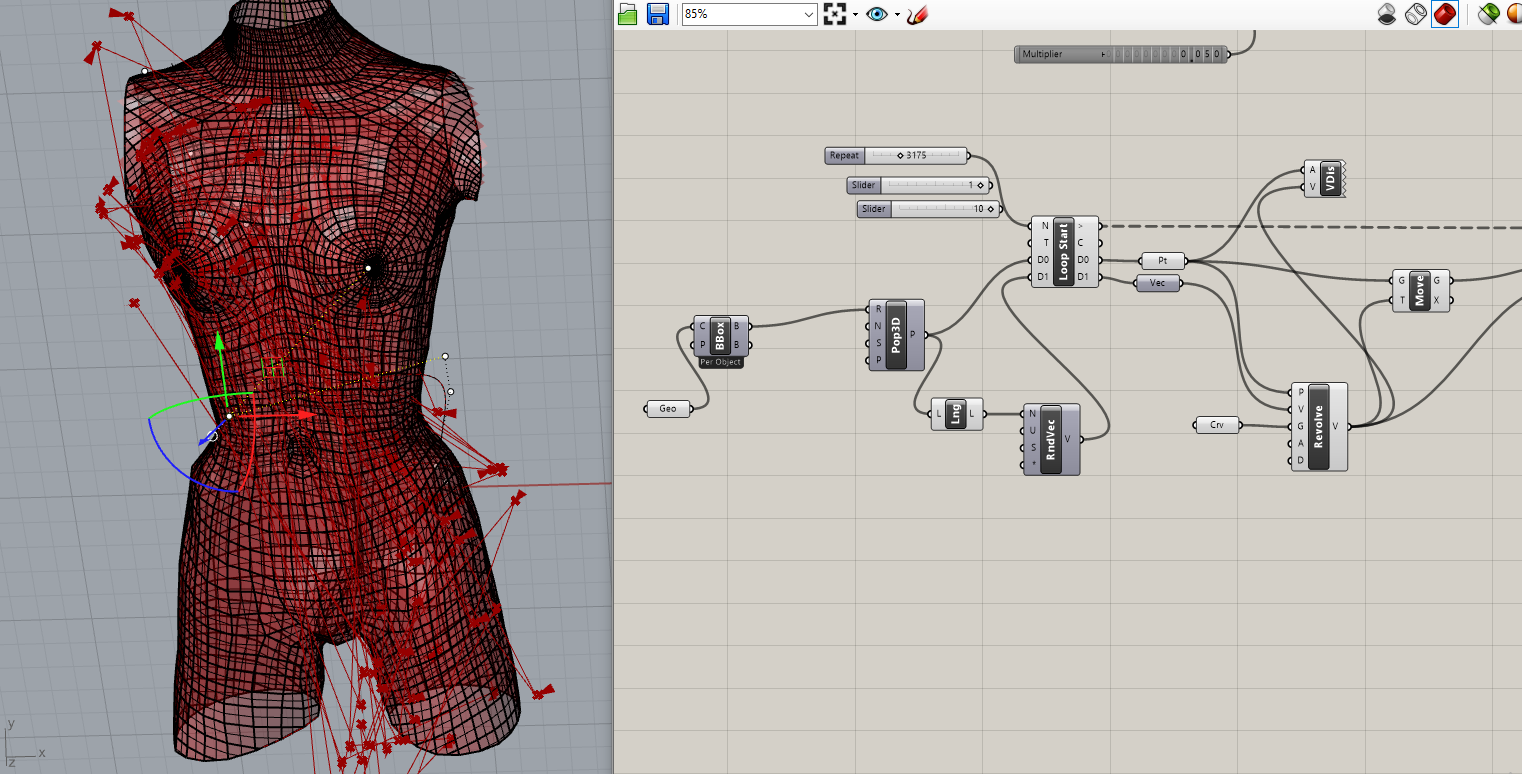 85%
Multiplier 0.050
Repeat 3175
Slider 1
Slider 10
A V VDis
N T D0 D1 Loop Start > C D0 D1
Pt
Vec
G T Move G X
R N S P Pop3D P
C P BBox B B
Per Object
Geo
L Lng L
N U S * RndVec V
P V G A D Revolve V
Crv
y
x
z